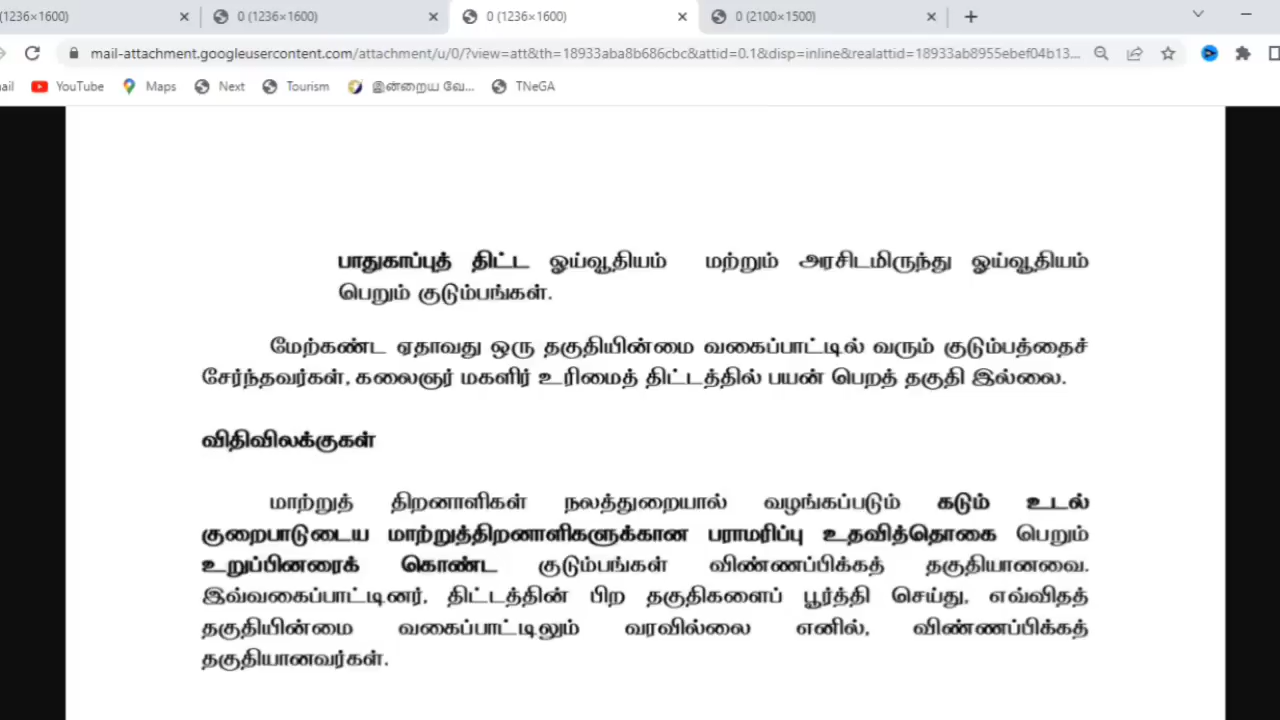 (1236×1600)
0 (1236×1600)
0 (1236×1600)
0 (2100×1500)
mail-attachment.googleusercontent.com/attachment/u/0/?view=att&th=18933aba8b686cbc&attid=0.1&disp=inline&realattid=18933ab8955ebef04b13...
ail YouTube Maps Next Tourism இன்றைய வே... TNeGA
பாதுகாப்புத் திட்ட ஓய்வூதியம் மற்றும் அரசிடமிருந்து ஓய்வூதியம்
பெறும் குடும்பங்கள்.
மேற்கண்ட ஏதாவது ஒரு தகுதியின்மை வகைப்பாட்டில் வரும் குடும்பத்தைச்
சேர்ந்தவர்கள், கலைஞர் மகளிர் உரிமைத் திட்டத்தில் பயன் பெறத் தகுதி இல்லை.
விதிவிலக்குகள்
மாற்றுத் திறனாளிகள் நலத்துறையால் வழங்கப்படும் கடும் உடல்
குறைபாடுடைய மாற்றுத்திறனாளிகளுக்கான பராமரிப்பு உதவித்தொகை பெறும்
உறுப்பினரைக் கொண்ட குடும்பங்கள் விண்ணப்பிக்கத் தகுதியானவை.
இவ்வகைப்பாட்டினர், திட்டத்தின் பிற தகுதிகளைப் பூர்த்தி செய்து, எவ்விதத்
தகுதியின்மை வகைப்பாட்டிலும் வரவில்லை எனில், விண்ணப்பிக்கத்
தகுதியானவர்கள்.